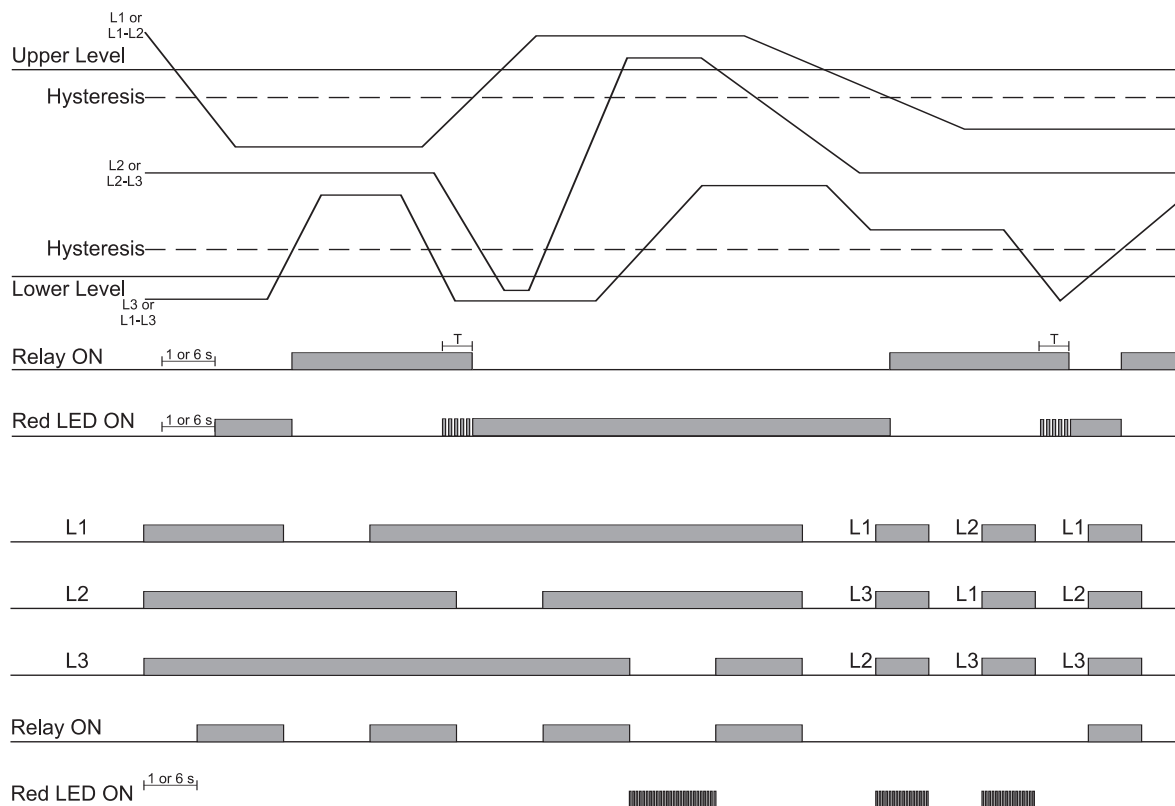 L1 or
L1-L2
Upper Level
Hysteresis
L2 or
L2-L3
Hysteresis
Lower Level
L3 or
L1-L3
T T
Relay ON 1 or 6 s
Red LED ON 1 or 6 s
L1 L1 L2 L1
L2 L3 L1 L2
L3 L2 L3 L3
Relay ON
Red LED ON 1 or 6 s